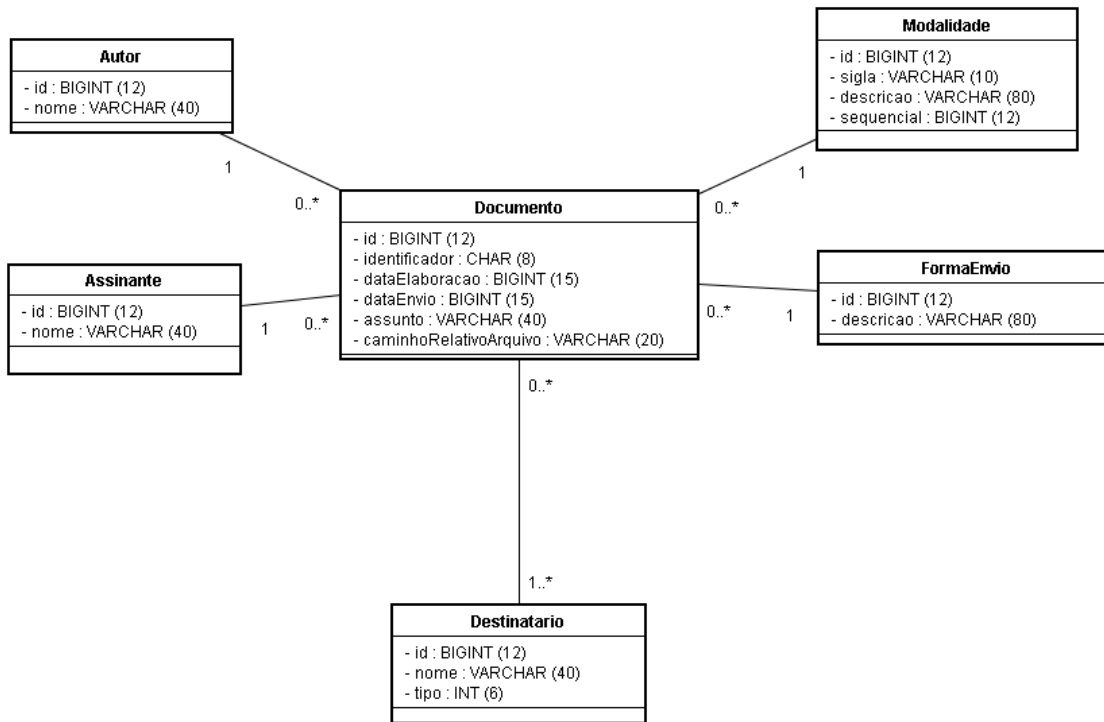 Autor
- id : BIGINT (12)
- nome : VARCHAR (40)
Modalidade
- id : BIGINT (12)
- sigla : VARCHAR (10)
- descricao : VARCHAR (80)
- sequencial : BIGINT (12)
1
0..*
1
0..*
Documento
- id : BIGINT (12)
- identificador : CHAR (8)
- dataElaboracao : BIGINT (15)
- dataEnvio : BIGINT (15)
- assunto : VARCHAR (40)
- caminhoRelativoArquivo : VARCHAR (20)
Assinante
- id : BIGINT (12)
- nome : VARCHAR (40)
1
0..*
FormaEnvio
- id : BIGINT (12)
- descricao : VARCHAR (80)
0..*
1
0..*
1..*
Destinatario
- id : BIGINT (12)
- nome : VARCHAR (40)
- tipo : INT (6)